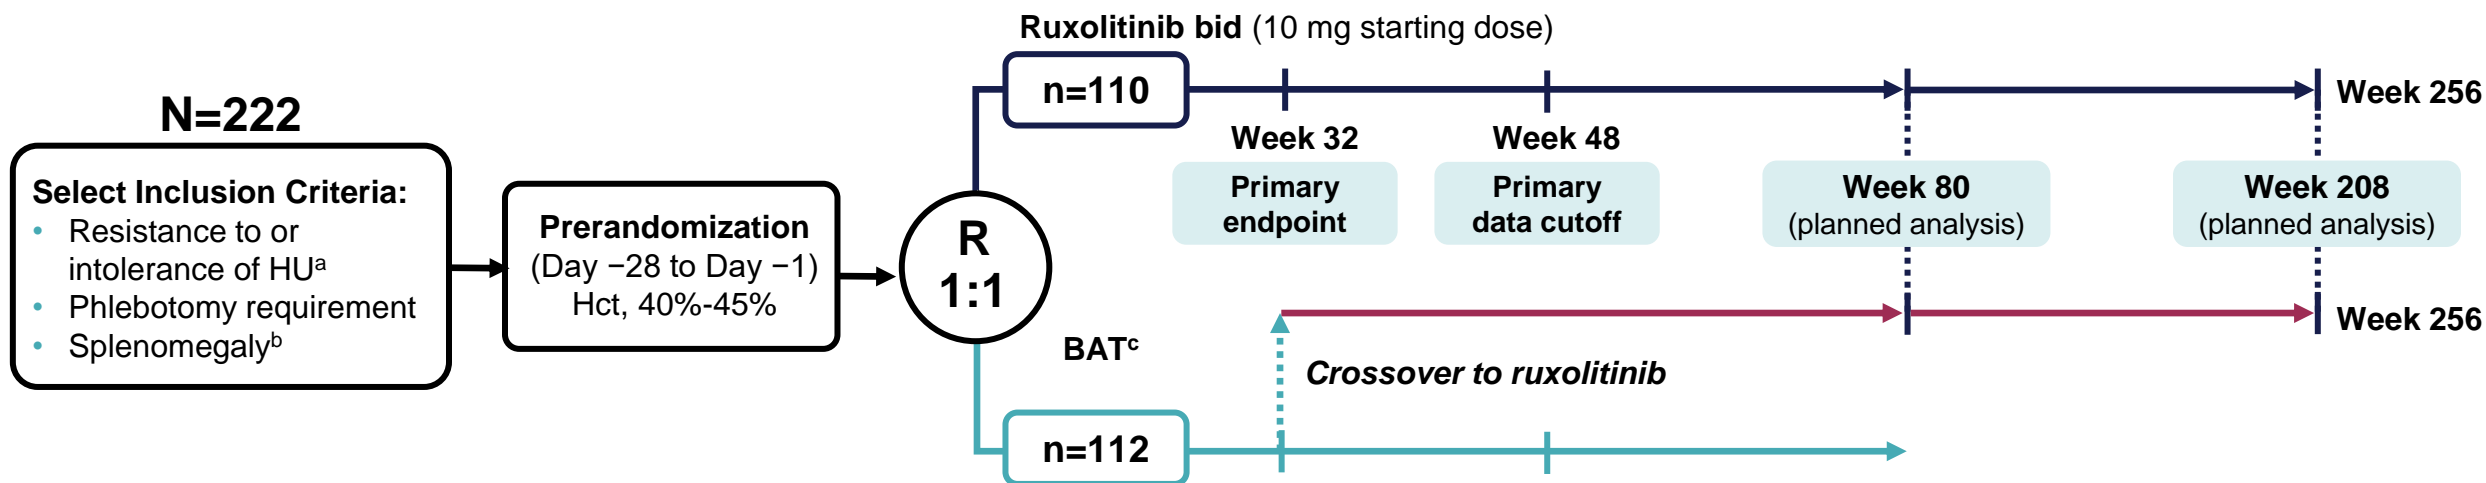 N=222
Select Inclusion Criteria:
• Resistance to or
intolerance of HUᵃ
• Phlebotomy requirement
• Splenomegalyᵇ
Prerandomization
(Day −28 to Day −1)
Hct, 40%-45%
R
1:1
Ruxolitinib bid (10 mg starting dose)
n=110
Week 32
Primary
endpoint
Week 48
Primary
data cutoff
Week 80
(planned analysis)
Week 208
(planned analysis)
Week 256
Week 256
BATᶜ
Crossover to ruxolitinib
n=112